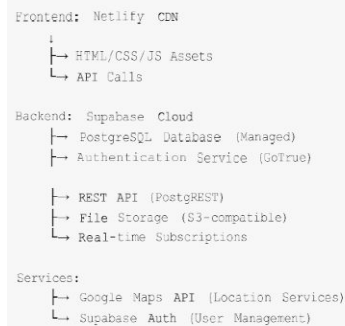 Frontend: Netlify CDN
↓
├→ HTML/CSS/JS Assets
└→ API Calls
Backend: Supabase Cloud
├→ PostgreSQL Database (Managed)
├→ Authentication Service (GoTrue)
├→ REST API (PostgREST)
├→ File Storage (S3-compatible)
└→ Real-time Subscriptions
Services:
├→ Google Maps API (Location Services)
└→ Supabase Auth (User Management)